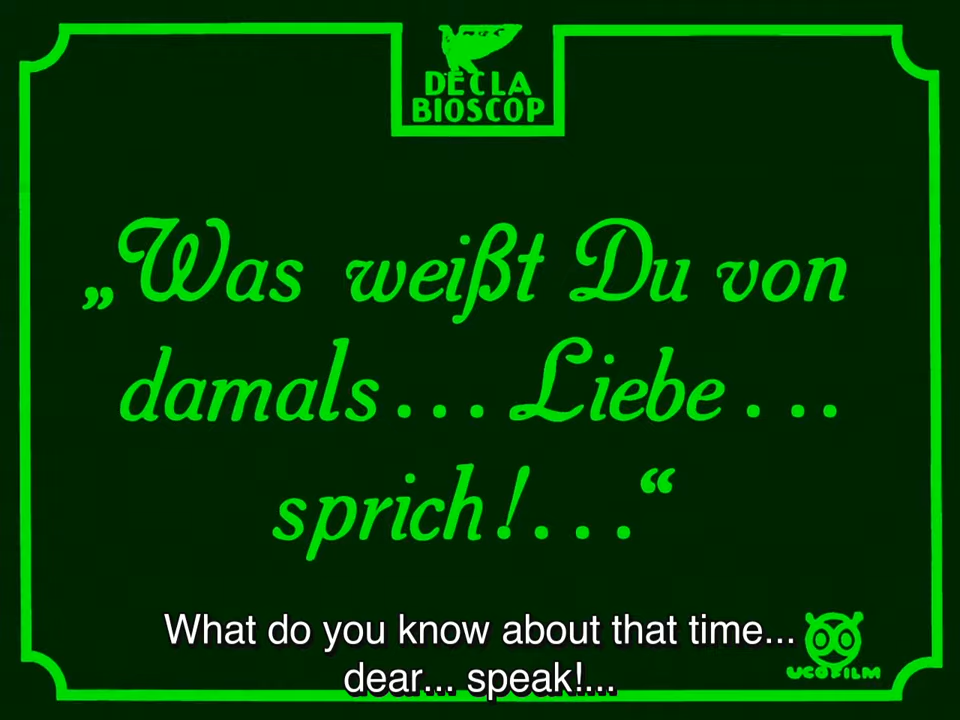 DECLA
BIOSCOP
„Was weißt Du von
damals... Liebe...
sprich!...“
What do you know about that time...
dear... speak!...
UCOFILM